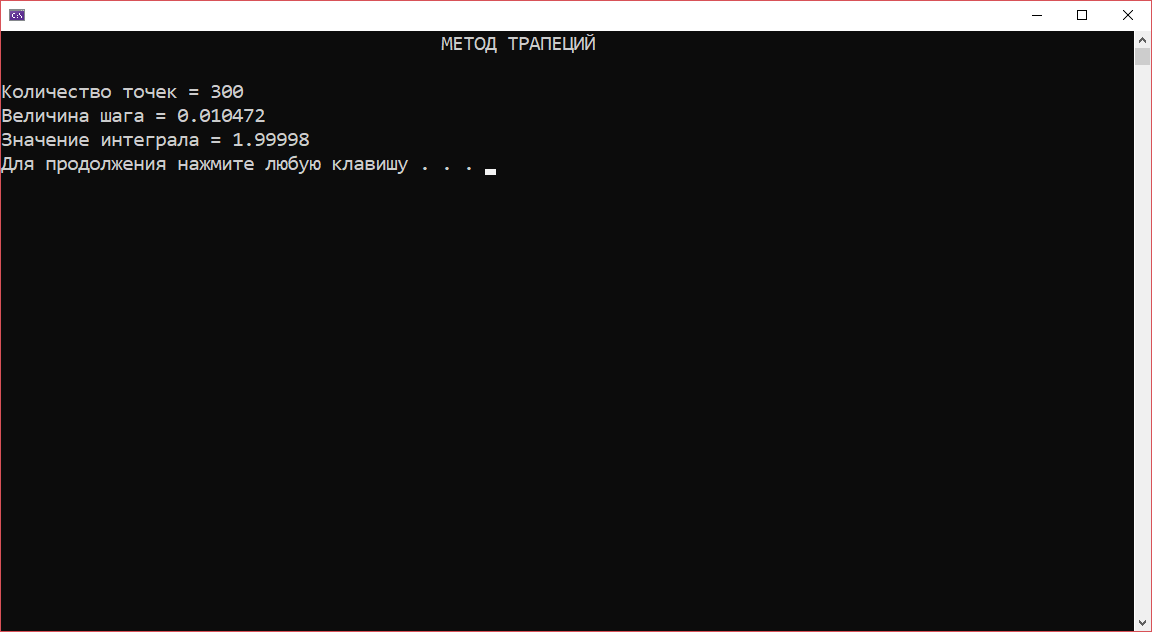 C:\
МЕТОД ТРАПЕЦИЙ
Количество точек = 300
Величина шага = 0.010472
Значение интеграла = 1.99998
Для продолжения нажмите любую клавишу . . .